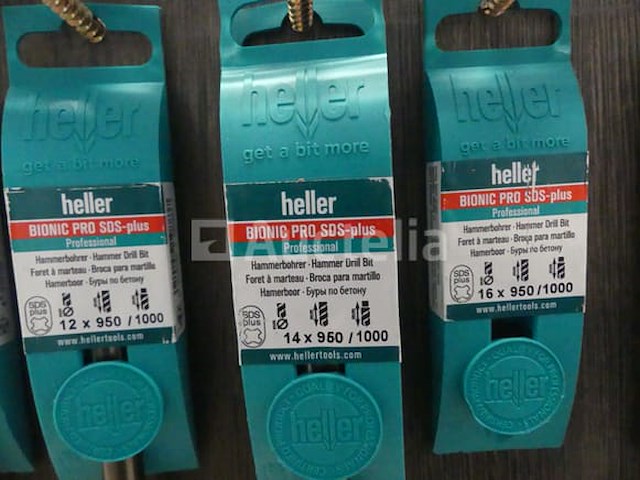 heller
get a bit more
heller
BIONIC PRO SDS-plus
Professional
Hammerbohrer · Hammer Drill Bit
Foret à marteau · Broca para martillo
Hamerboor · Буры по бетону
SDS plus
12 x 950 / 1000
www.hellertools.com
heller
heller
get a bit more
heller
BIONIC PRO SDS-plus
Professional
Hammerbohrer · Hammer Drill Bit
Foret à marteau · Broca para martillo
Hamerboor · Буры по бетону
SDS plus
14 x 950 / 1000
www.hellertools.com
heller
heller
get a bit more
heller
BIONIC PRO SDS-plus
Professional
Hammerbohrer · Hammer Drill Bit
Foret à marteau · Broca para martillo
Hamerboor · Буры по бетону
SDS plus
16 x 950 / 1000
www.hellertools.com
heller